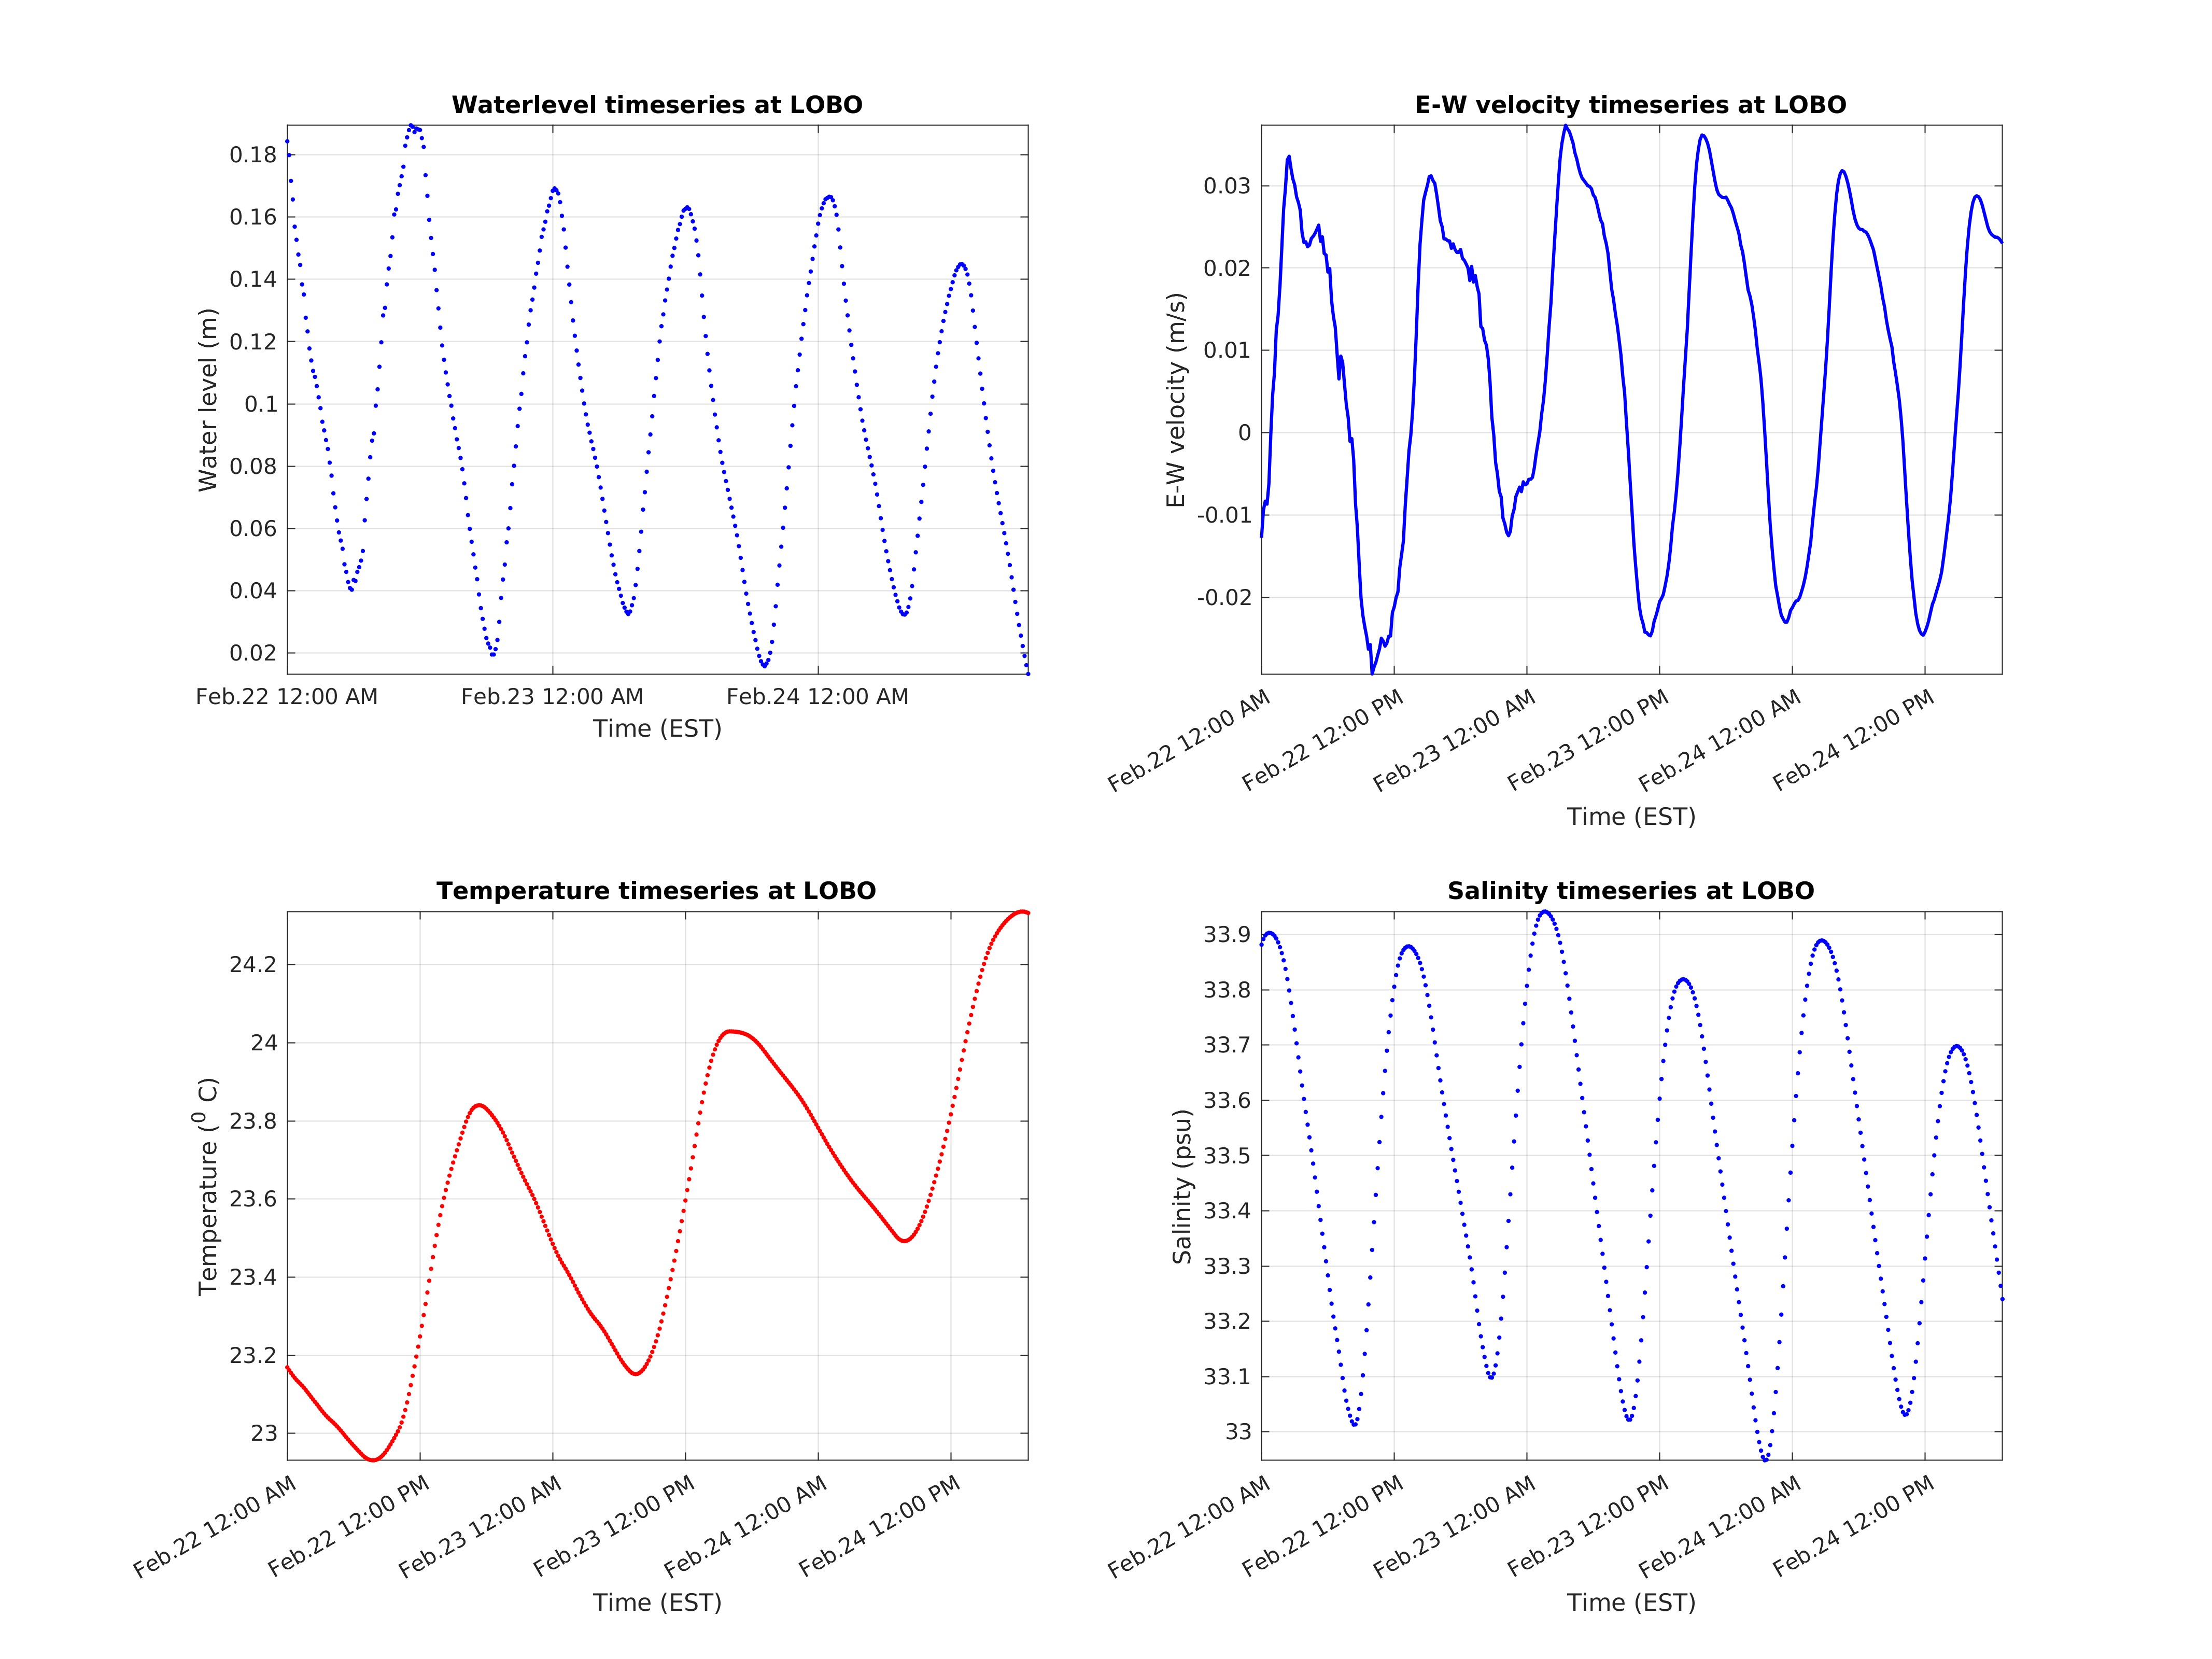 Waterlevel timeseries at LOBO
0.18
0.16
0.14
0.12
0.1
0.08
0.06
0.04
0.02
Water level (m)
Feb.22 12:00 AM
Feb.23 12:00 AM
Feb.24 12:00 AM
Time (EST)
E-W velocity timeseries at LOBO
0.03
0.02
0.01
0
-0.01
-0.02
E-W velocity (m/s)
Feb.22 12:00 AM
Feb.22 12:00 PM
Feb.23 12:00 AM
Feb.23 12:00 PM
Feb.24 12:00 AM
Feb.24 12:00 PM
Time (EST)
Temperature timeseries at LOBO
24.2
24
23.8
23.6
23.4
23.2
23
Temperature (⁰ C)
Feb.22 12:00 AM
Feb.22 12:00 PM
Feb.23 12:00 AM
Feb.23 12:00 PM
Feb.24 12:00 AM
Feb.24 12:00 PM
Time (EST)
Salinity timeseries at LOBO
33.9
33.8
33.7
33.6
33.5
33.4
33.3
33.2
33.1
33
Salinity (psu)
Feb.22 12:00 AM
Feb.22 12:00 PM
Feb.23 12:00 AM
Feb.23 12:00 PM
Feb.24 12:00 AM
Feb.24 12:00 PM
Time (EST)